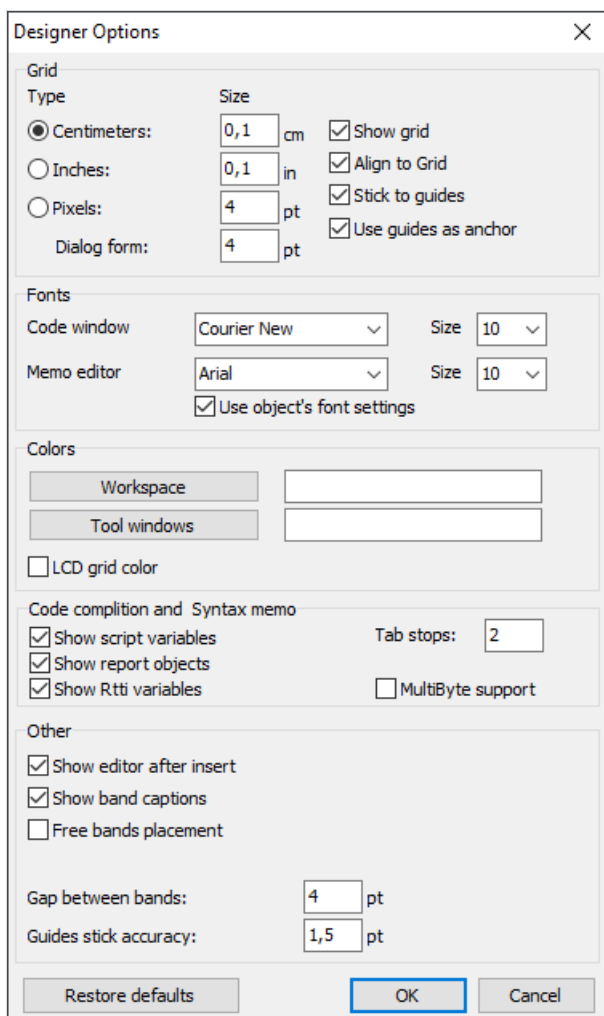 Designer Options
Grid
Type Size
Centimeters: 0,1 cm Show grid
Inches: 0,1 in Align to Grid
Pixels: 4 pt Stick to guides
Dialog form: 4 pt Use guides as anchor
Fonts
Code window Courier New Size 10
Memo editor Arial Size 10
Use object's font settings
Colors
Workspace
Tool windows
LCD grid color
Code complition and Syntax memo
Show script variables Tab stops: 2
Show report objects
Show Rtti variables MultiByte support
Other
Show editor after insert
Show band captions
Free bands placement
Gap between bands: 4 pt
Guides stick accuracy: 1,5 pt
Restore defaults OK Cancel